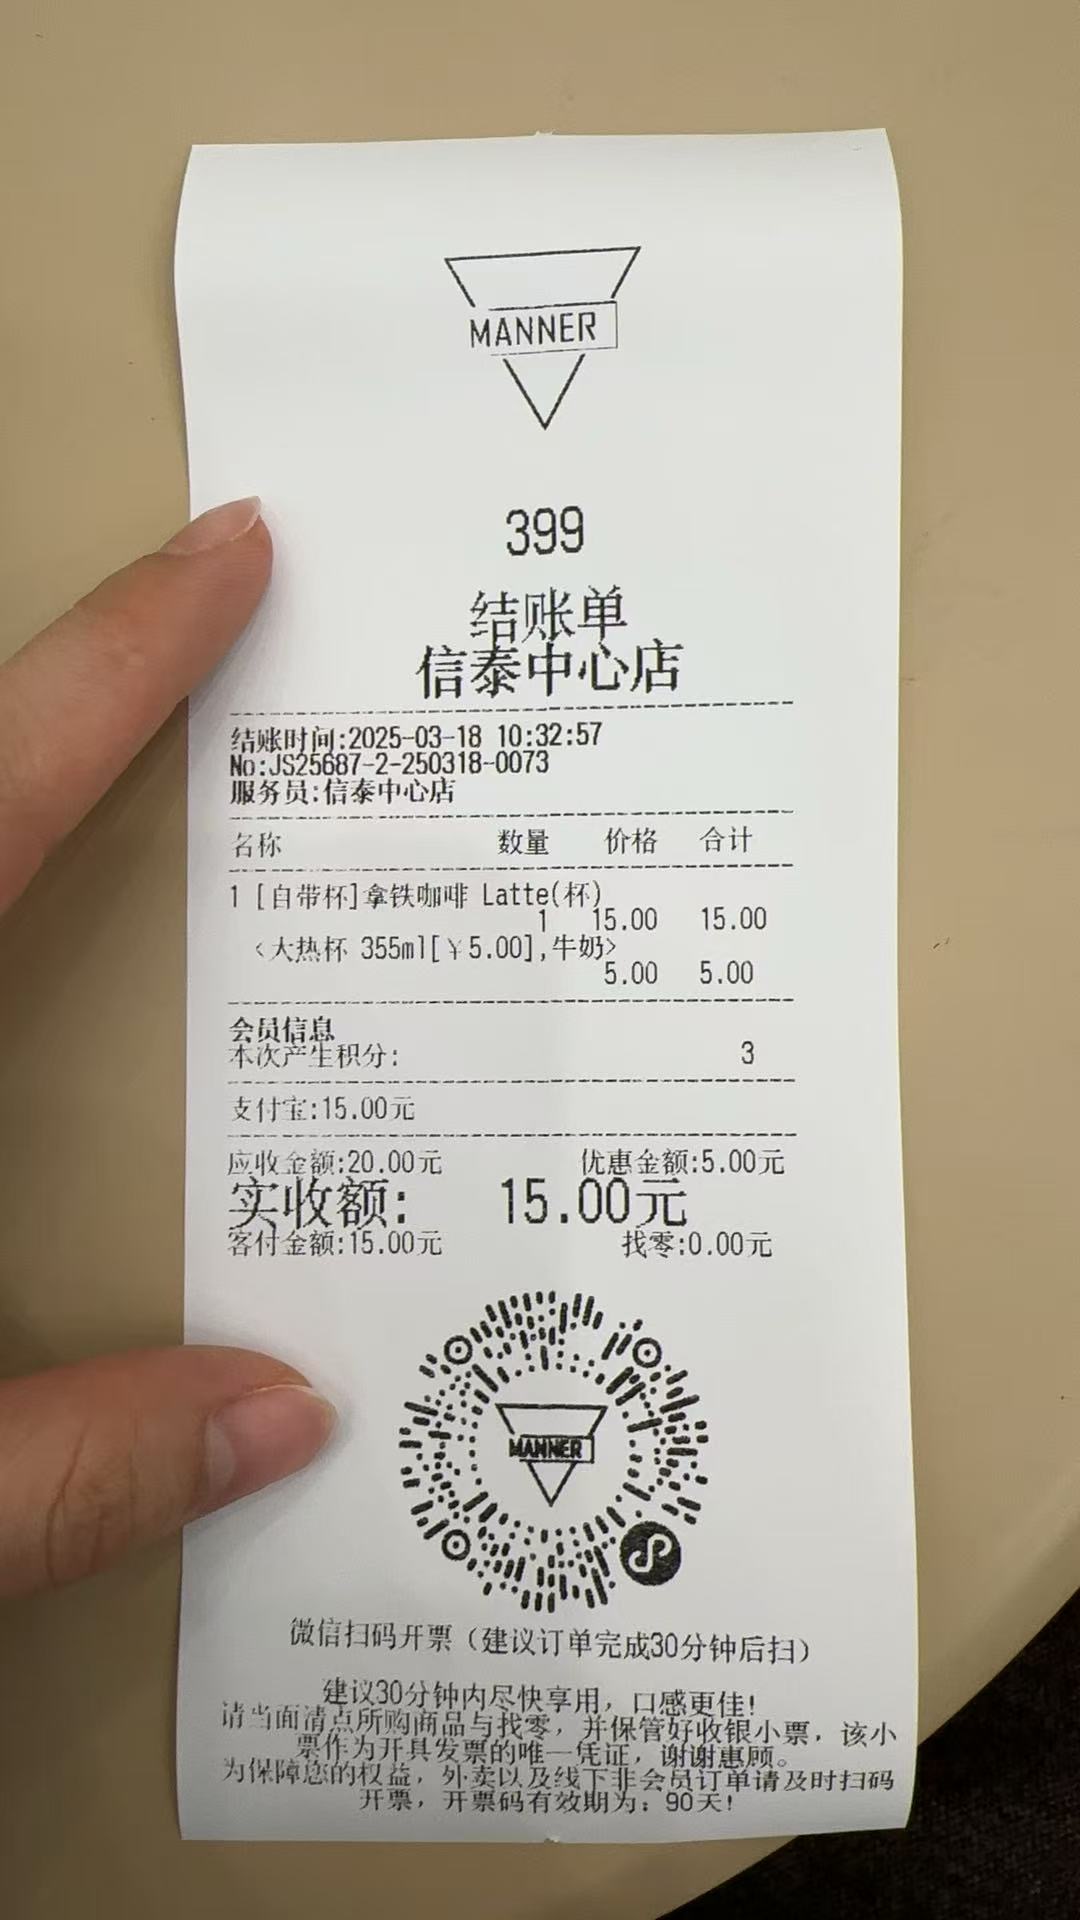 MANNER
399
结账单
信泰中心店
结账时间:2025-03-18 10:32:57
No:JS25687-2-250318-0073
服务员:信泰中心店
名称 数量 价格 合计
1 [自带杯]拿铁咖啡 Latte(杯)
1 15.00 15.00
<大热杯 355ml[￥5.00],牛奶>
5.00 5.00
会员信息
本次产生积分: 3
支付宝:15.00元
应收金额:20.00元 优惠金额:5.00元
实收额: 15.00元
客付金额:15.00元 找零:0.00元
MANNER
微信扫码开票（建议订单完成30分钟后扫）
建议30分钟内尽快享用，口感更佳!
请当面清点所购商品与找零，并保管好收银小票，该小
票作为开具发票的唯一凭证，谢谢惠顾。
为保障您的权益，外卖以及线下非会员订单请及时扫码
开票，开票码有效期为：90天!